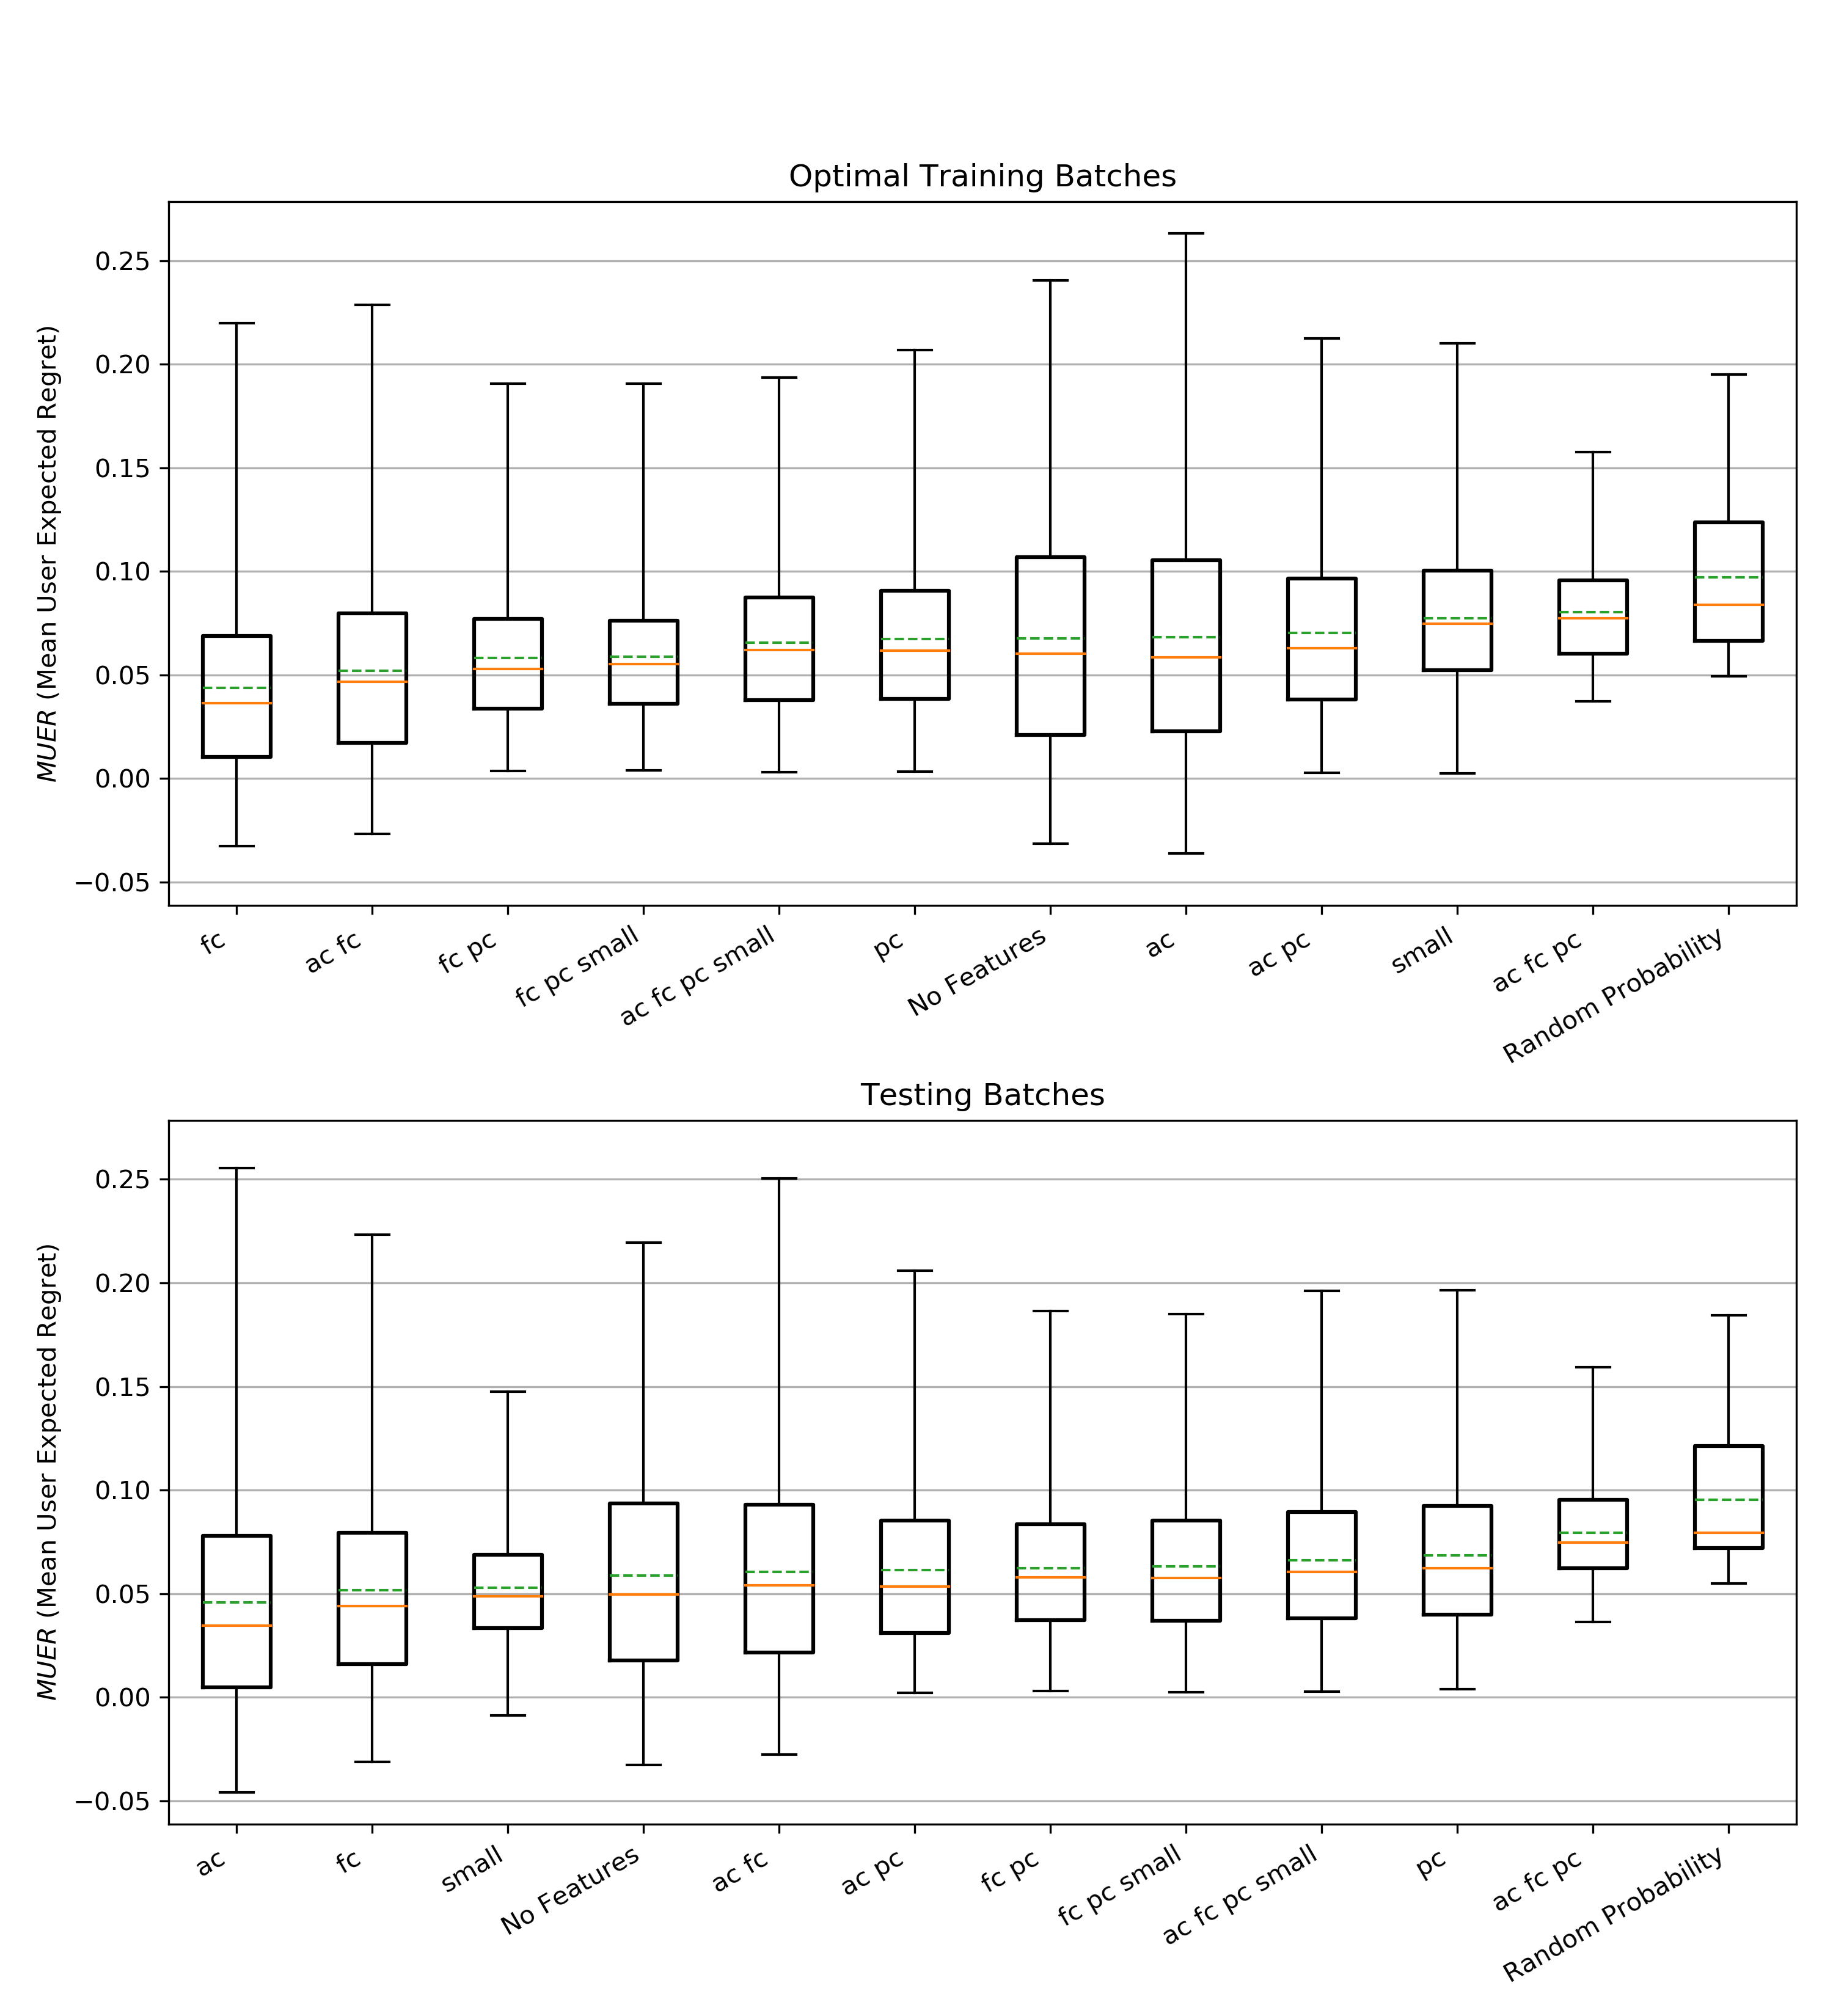 Optimal Training Batches
MUER (Mean User Expected Regret)
0.25
0.20
0.15
0.10
0.05
0.00
−0.05
fc
ac fc
fc pc
fc pc small
ac fc pc small
pc
No Features
ac
ac pc
small
ac fc pc
Random Probability
Testing Batches
MUER (Mean User Expected Regret)
0.25
0.20
0.15
0.10
0.05
0.00
−0.05
ac
fc
small
No Features
ac fc
ac pc
fc pc
fc pc small
ac fc pc small
pc
ac fc pc
Random Probability